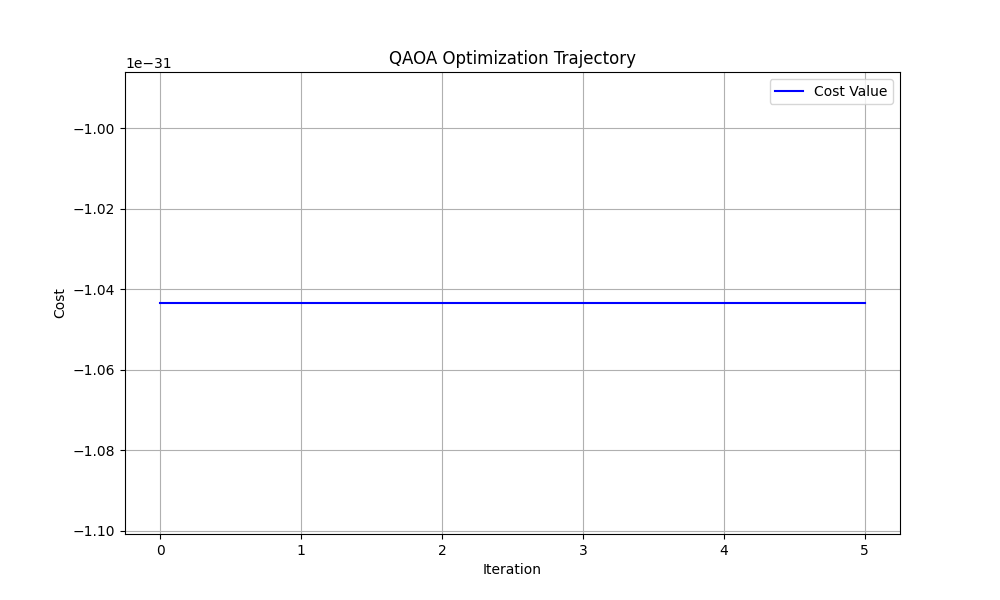 QAOA Optimization Trajectory
1e−31
Cost Value
−1.00
−1.02
−1.04
−1.06
−1.08
−1.10
Cost
0 1 2 3 4 5
Iteration